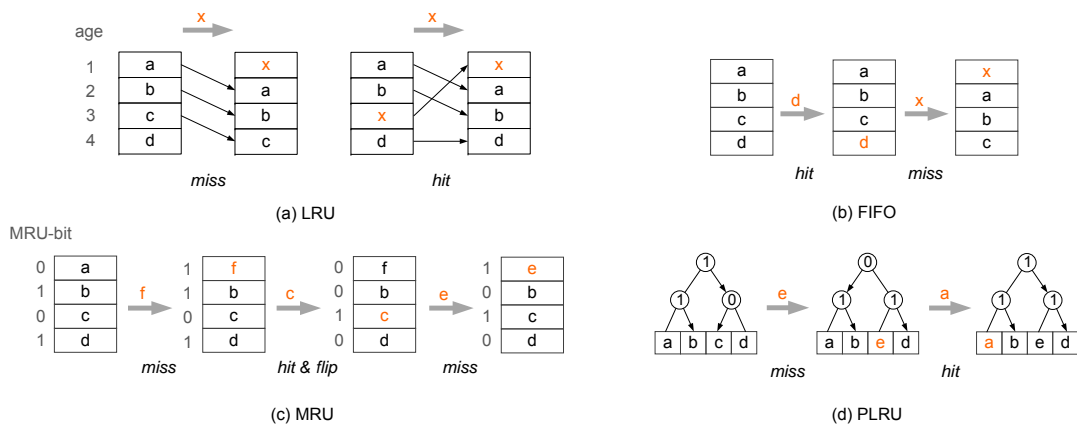 x x
age
1 a x a x
2 b a b a
3 c b x b
4 d c d d
miss hit
(a) LRU
a a x
b d b x a
c c b
d d c
hit miss
(b) FIFO
MRU-bit
0 a 1 f 0 f 1 e
1 b f 1 b c 0 b e 0 b
0 c 0 c 1 c 1 c
1 d 1 d 0 d 0 d
miss hit & flip miss
(c) MRU
1 0 1
1 0 e 1 1 a 1 1
a b c d a b e d a b e d
miss hit
(d) PLRU